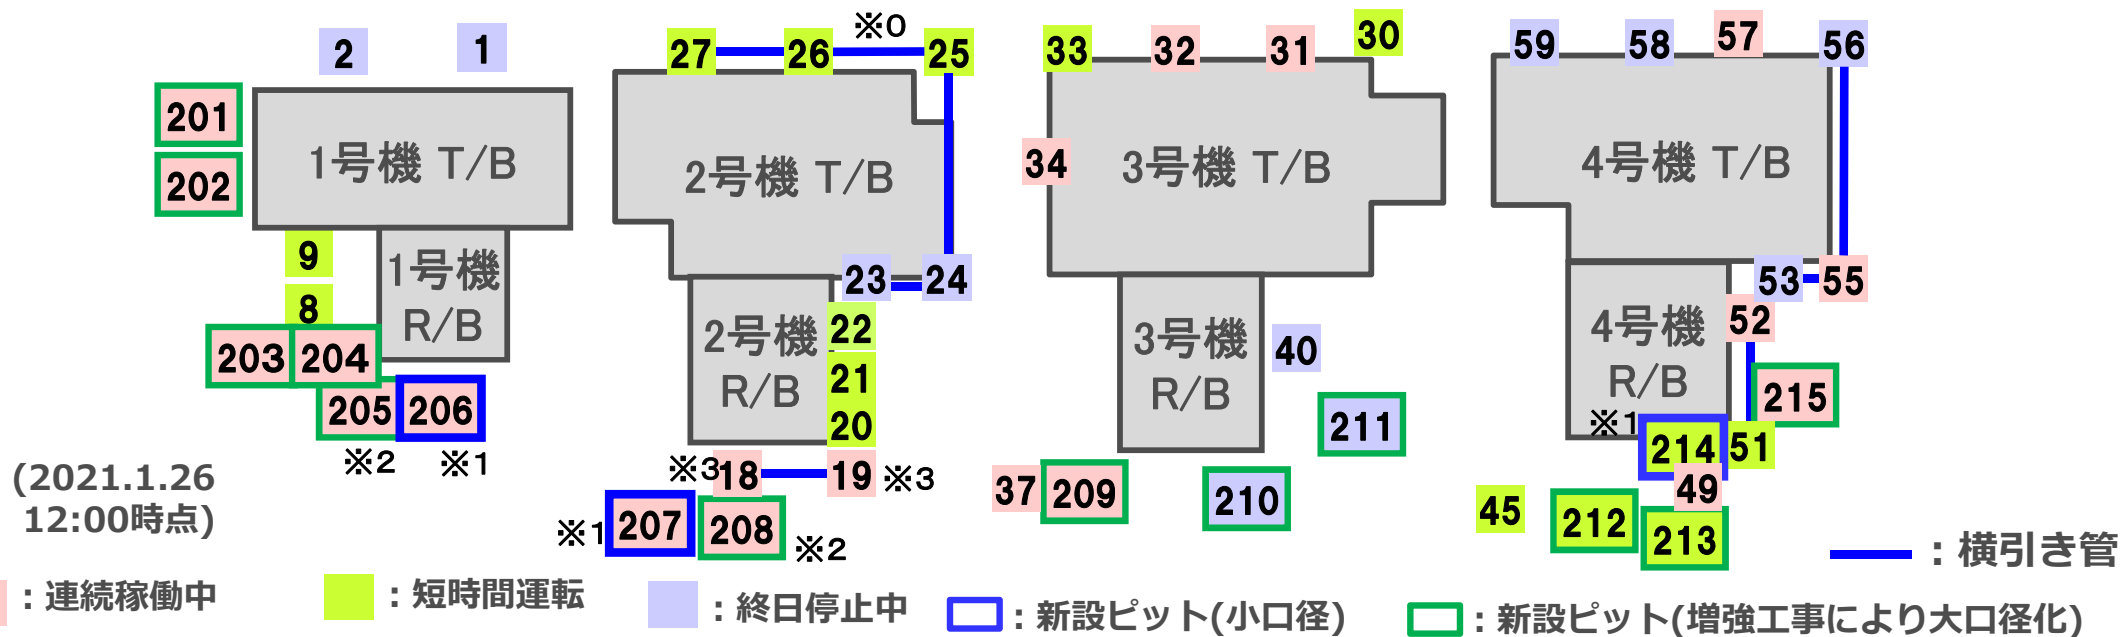 2
1
201
202
1号機 T/B
9
8
1号機
R/B
203
204
205
206
※2
※1
(2021.1.26
12:00時点)
※0
27
26
25
2号機 T/B
23
24
2号機
R/B
22
21
20
※3
18
19
※3
※1
207
208
※2
33
32
31
30
34
3号機 T/B
3号機
R/B
40
211
37
209
210
59
58
57
56
4号機 T/B
53
55
4号機
R/B
52
215
※1
214
51
49
45
212
213
：横引き管
：連続稼働中
：短時間運転
：終日停止中
：新設ピット(小口径)
：新設ピット(増強工事により大口径化)